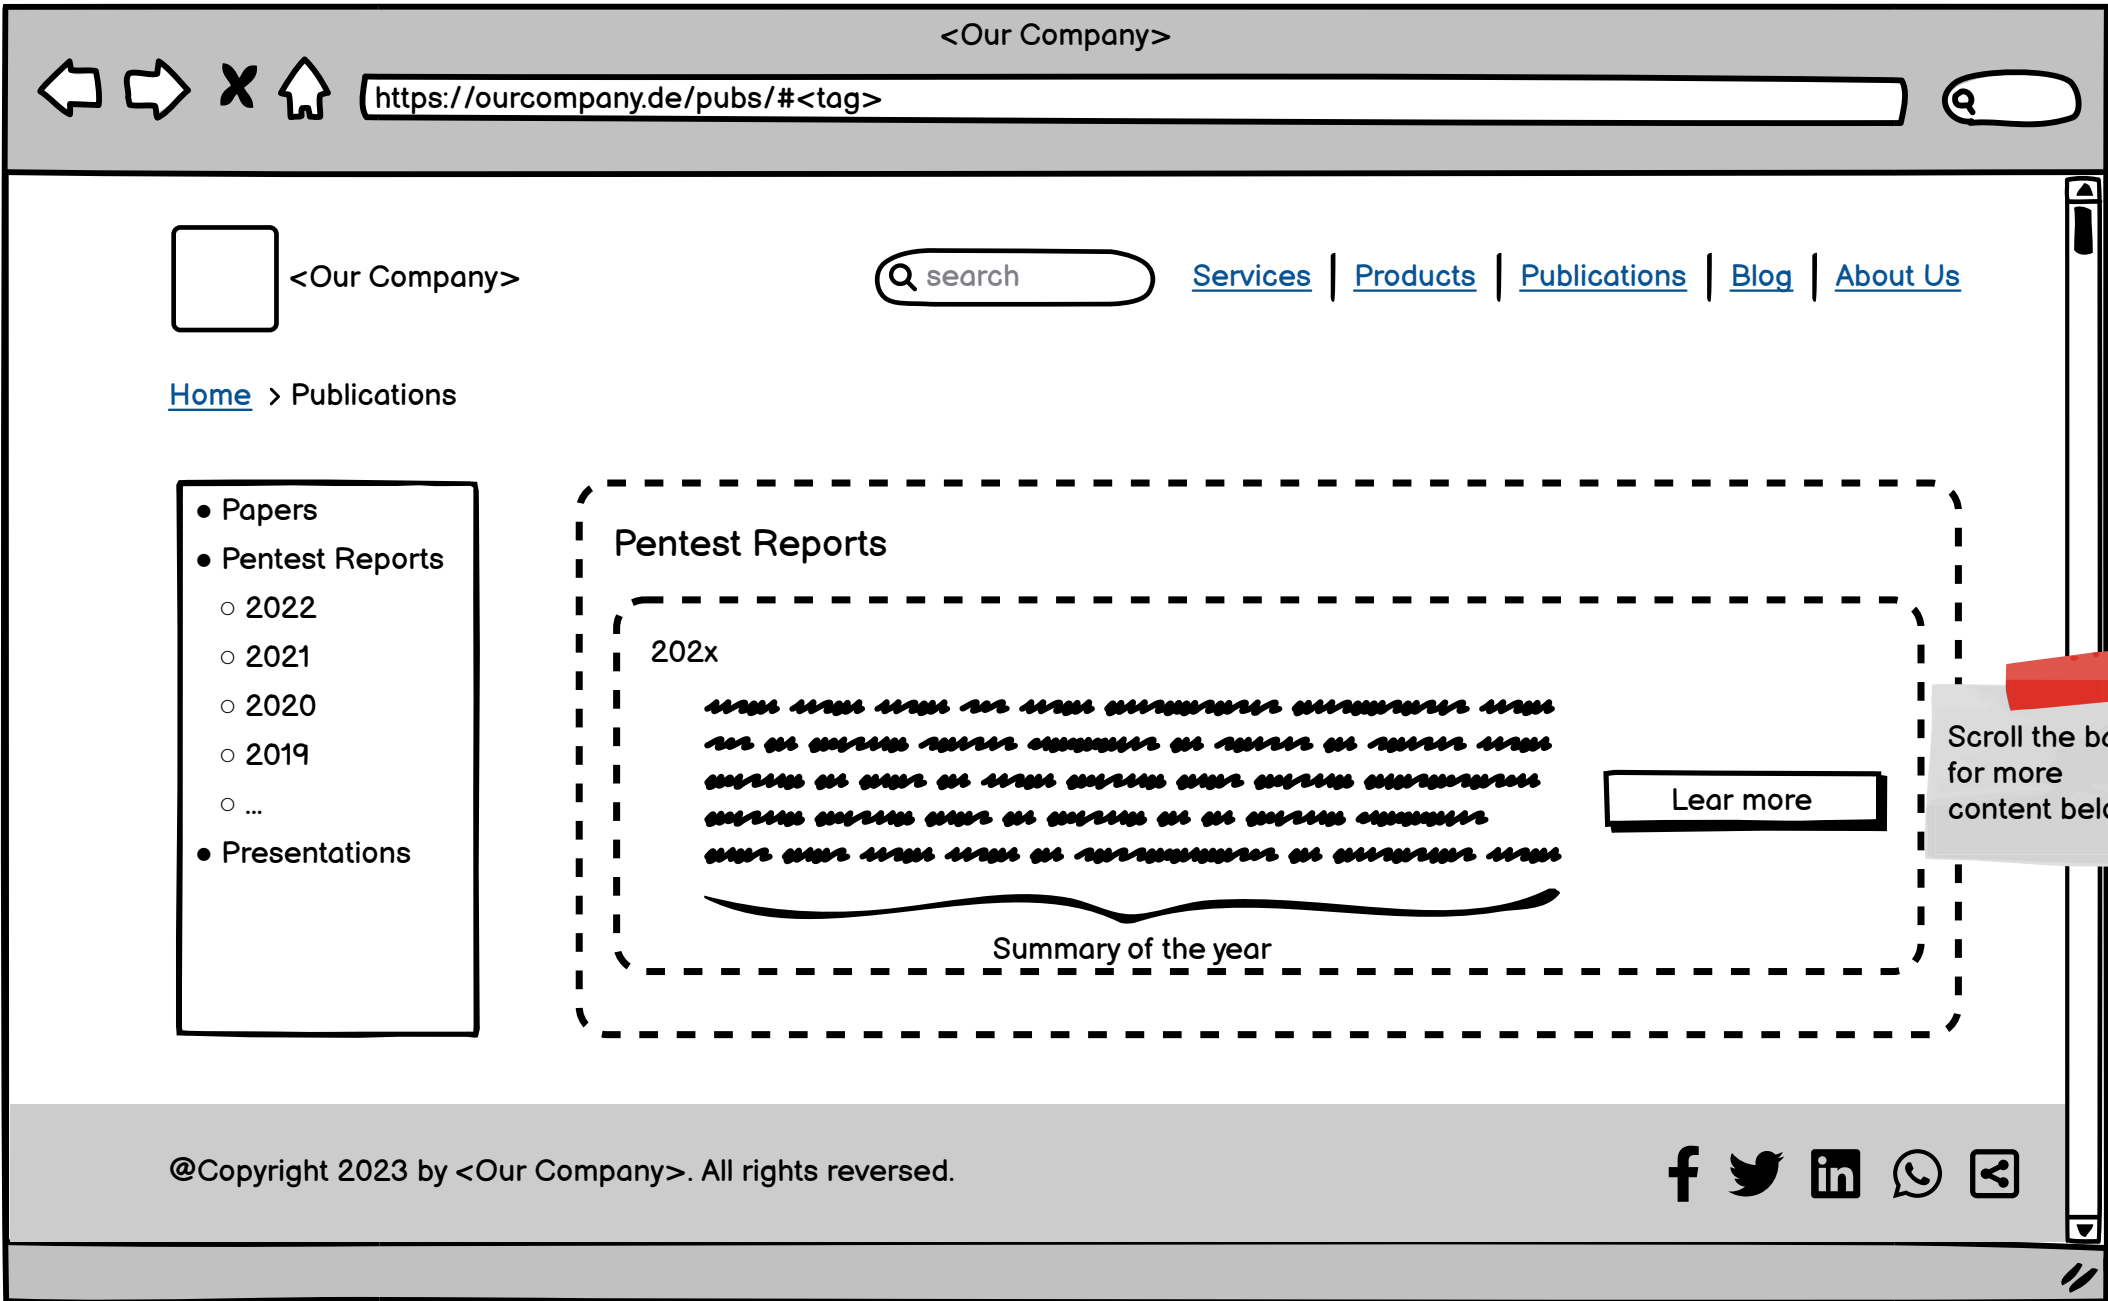 <Our Company>
https://ourcompany.de/pubs/#<tag>
<Our Company>
search
Services
Products
Publications
Blog
About Us
Home > Publications
Papers
Pentest Reports
2022
2021
2020
2019
...
Presentations
Pentest Reports
202x
Lear more
Summary of the year
Scroll the
for more
content
@Copyright 2023 by <Our Company>. All rights reversed.